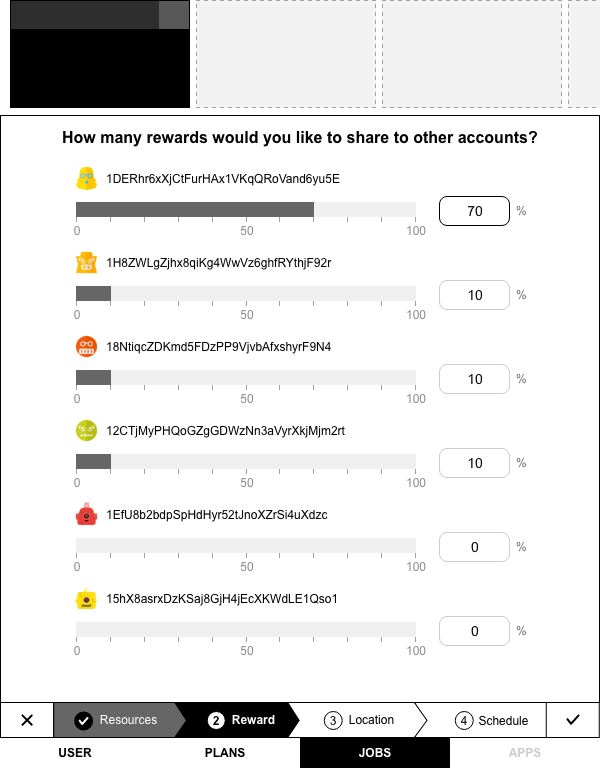 How many rewards would you like to share to other accounts?
1DERhr6xXjCtFurHAx1VKqQRoVand6yu5E
70 %
0 50 100
1H8ZWLgZjhx8qiKg4WwVz6ghfRYthjF92r
10 %
0 50 100
18NtiqcZDKmd5FDzPP9VjvbAfxshyrF9N4
10 %
0 50 100
12CTjMyPHQoGZgGDWzNn3aVyrXkjMjm2rt
10 %
0 50 100
1EfU8b2bdpSpHdHyr52tJnoXZrSi4uXdzc
0 %
0 50 100
15hX8asrxDzKSaj8GjH4jEcXKWdLE1Qso1
0 %
0 50 100
Resources 2 Reward 3 Location 4 Schedule
USER PLANS JOBS APPS